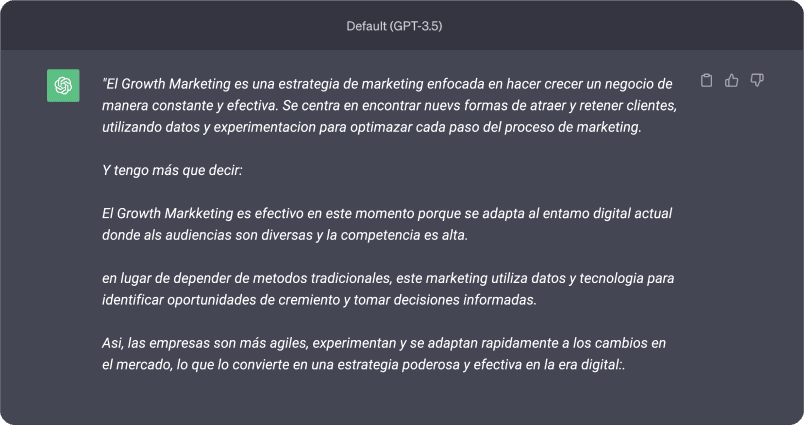 Default (GPT-3.5)
"El Growth Marketing es una estrategia de marketing enfocada en hacer crecer un negocio de
manera constante y efectiva. Se centra en encontrar nuevs formas de atraer y retener clientes,
utilizando datos y experimentacion para optimazar cada paso del proceso de marketing.
Y tengo más que decir:
El Growth Markketing es efectivo en este momento porque se adapta al entamo digital actual
donde als audiencias son diversas y la competencia es alta.
en lugar de depender de metodos tradicionales, este marketing utiliza datos y tecnologia para
identificar oportunidades de cremiento y tomar decisiones informadas.
Asi, las empresas son más agiles, experimentan y se adaptan rapidamente a los cambios en
el mercado, lo que lo convierte en una estrategia poderosa y efectiva en la era digital:.